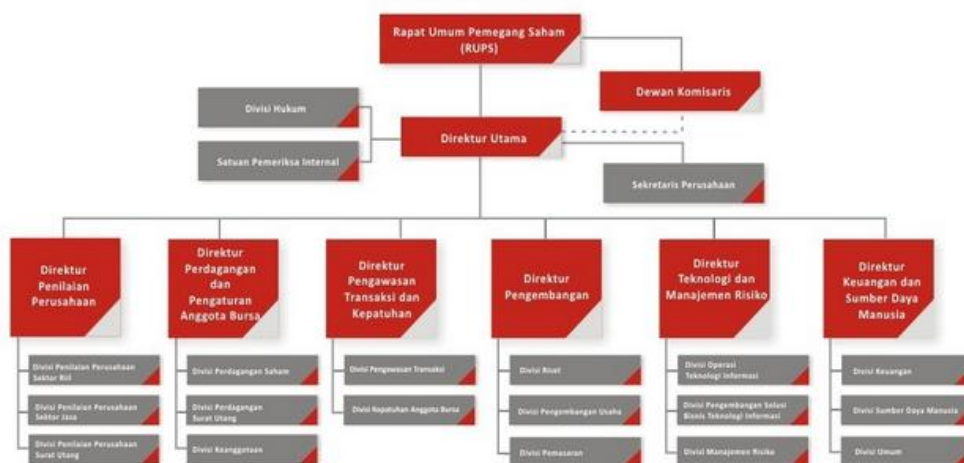 Rapat Umum Pemegang Saham
(RUPS)
Dewan Komisaris
Divisi Hukum
Direktur Utama
Satuan Pemeriksa Internal
Sekretaris Perusahaan
Direktur
Penilaian
Perusahaan
Direktur
Perdagangan
dan
Pengaturan
Anggota Bursa
Direktur
Pengawasan
Transaksi dan
Kepatuhan
Direktur
Pengembangan
Direktur
Teknologi dan
Manajemen Risiko
Direktur
Keuangan dan
Sumber Daya
Manusia
Divisi Penilaian Perusahaan
Sektor Riil
Divisi Penilaian Perusahaan
Sektor Jasa
Divisi Penilaian Perusahaan
Surat Utang
Divisi Perdagangan Saham
Divisi Perdagangan
Surat Utang
Divisi Keanggotaan
Divisi Pengawasan Transaksi
Divisi Kepatuhan Anggota Bursa
Divisi Riset
Divisi Pengembangan Usaha
Divisi Pemasaran
Divisi Operasi
Teknologi Informasi
Divisi Pengembangan Solusi
Bisnis Teknologi Informasi
Divisi Manajemen Risiko
Divisi Keuangan
Divisi Sumber Daya Manusia
Divisi Umum